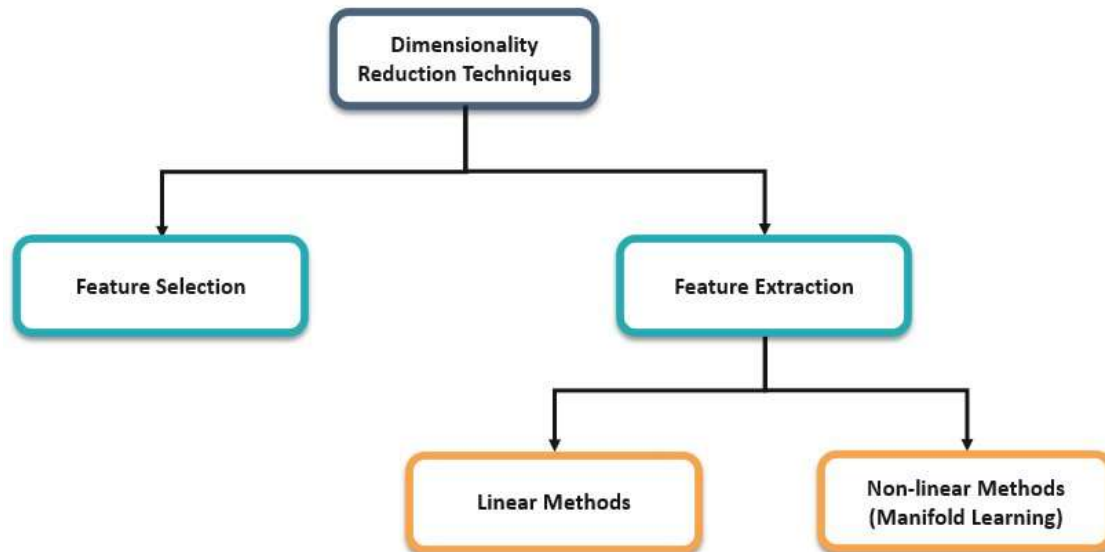 Dimensionality
Reduction Techniques
Feature Selection
Feature Extraction
Linear Methods
Non-linear Methods
(Manifold Learning)